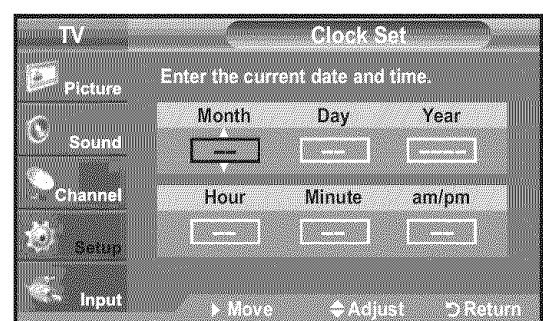 TV Clock Set
Picture
Enter the current date and time.
Month Day Year
Sound
-- -- ----
Channel
Hour Minute am/pm
Setup
-- -- --
Input
Move Adjust Return